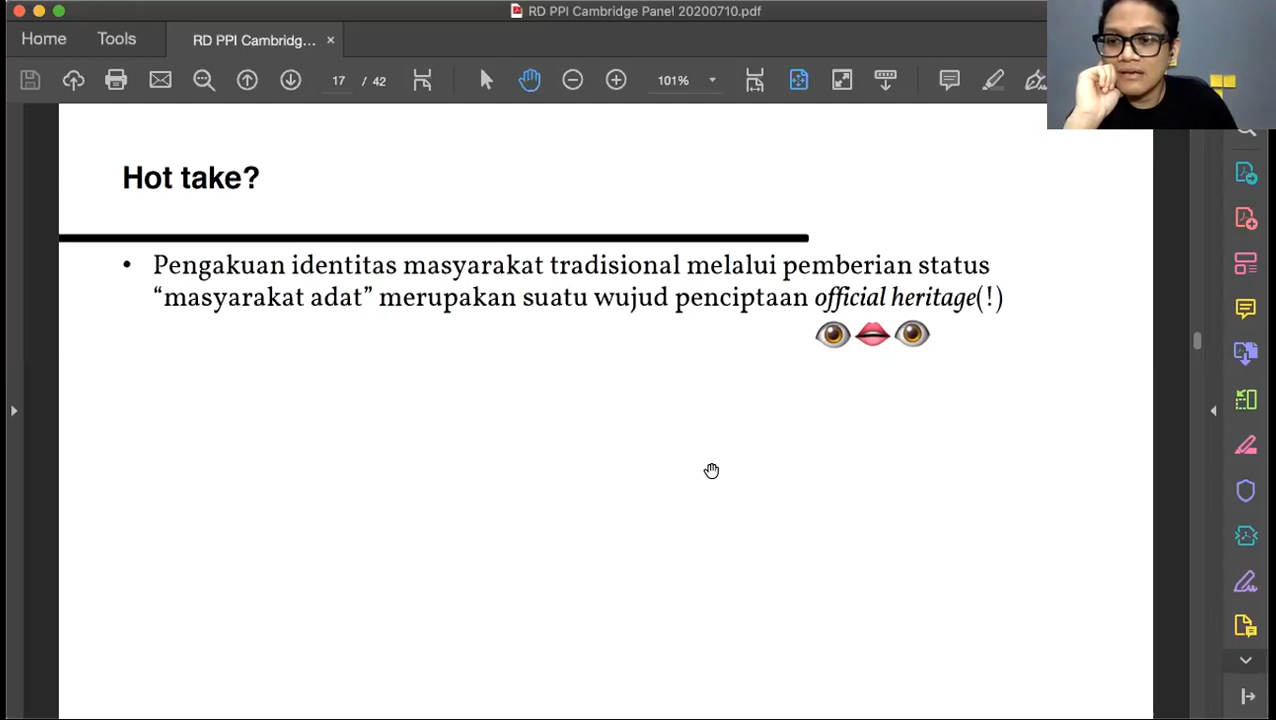 RD PPI Cambridge Panel 20200710.pdf
Home
Tools
RD PPI Cambridg...
17 / 42
101%
Hot take?
• Pengakuan identitas masyarakat tradisional melalui pemberian status
“masyarakat adat” merupakan suatu wujud penciptaan official heritage(!)
👁️👄👁️